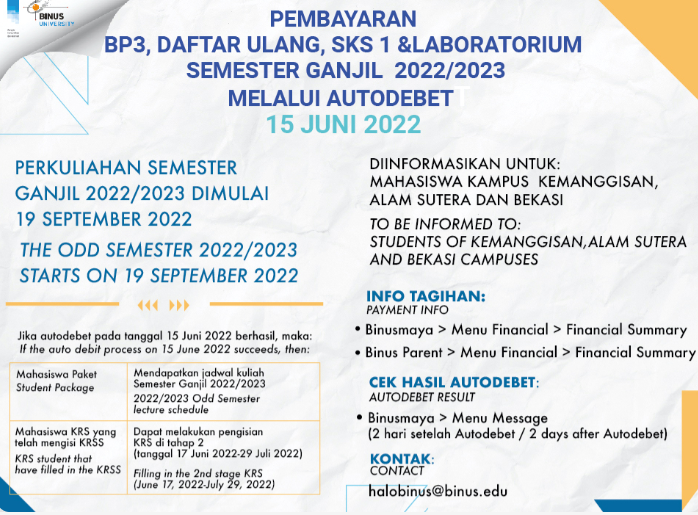 BINUS
UNIVERSITY
PEMBAYARAN
BP3, DAFTAR ULANG, SKS 1 &LABORATORIUM
SEMESTER GANJIL 2022/2023
MELALUI AUTODEBET
15 JUNI 2022
PERKULIAHAN SEMESTER
GANJIL 2022/2023 DIMULAI
19 SEPTEMBER 2022
THE ODD SEMESTER 2022/2023
STARTS ON 19 SEPTEMBER 2022
Jika autodebet pada tanggal 15 Juni 2022 berhasil, maka:
If the auto debit process on 15 June 2022 succeeds, then:
Mahasiswa Paket
Student Package
Mendapatkan jadwal kuliah
Semester Ganjil 2022/2023
2022/2023 Odd Semester
lecture schedule
Mahasiswa KRS yang
telah mengisi KRSS
KRS student that
have filled in the KRSS
Dapat melakukan pengisian
KRS di tahap 2
(tanggal 17 Juni 2022-29 Juli 2022)
Filling in the 2nd stage KRS
(June 17, 2022-July 29, 2022)
DIINFORMASIKAN UNTUK:
MAHASISWA KAMPUS KEMANGGISAN,
ALAM SUTERA DAN BEKASI
TO BE INFORMED TO:
STUDENTS OF KEMANGGISAN,ALAM SUTERA
AND BEKASI CAMPUSES
INFO TAGIHAN:
PAYMENT INFO
• Binusmaya > Menu Financial > Financial Summary
• Binus Parent > Menu Financial > Financial Summary
CEK HASIL AUTODEBET:
AUTODEBET RESULT
• Binusmaya > Menu Message
(2 hari setelah Autodebet / 2 days after Autodebet)
KONTAK:
CONTACT
halobinus@binus.edu